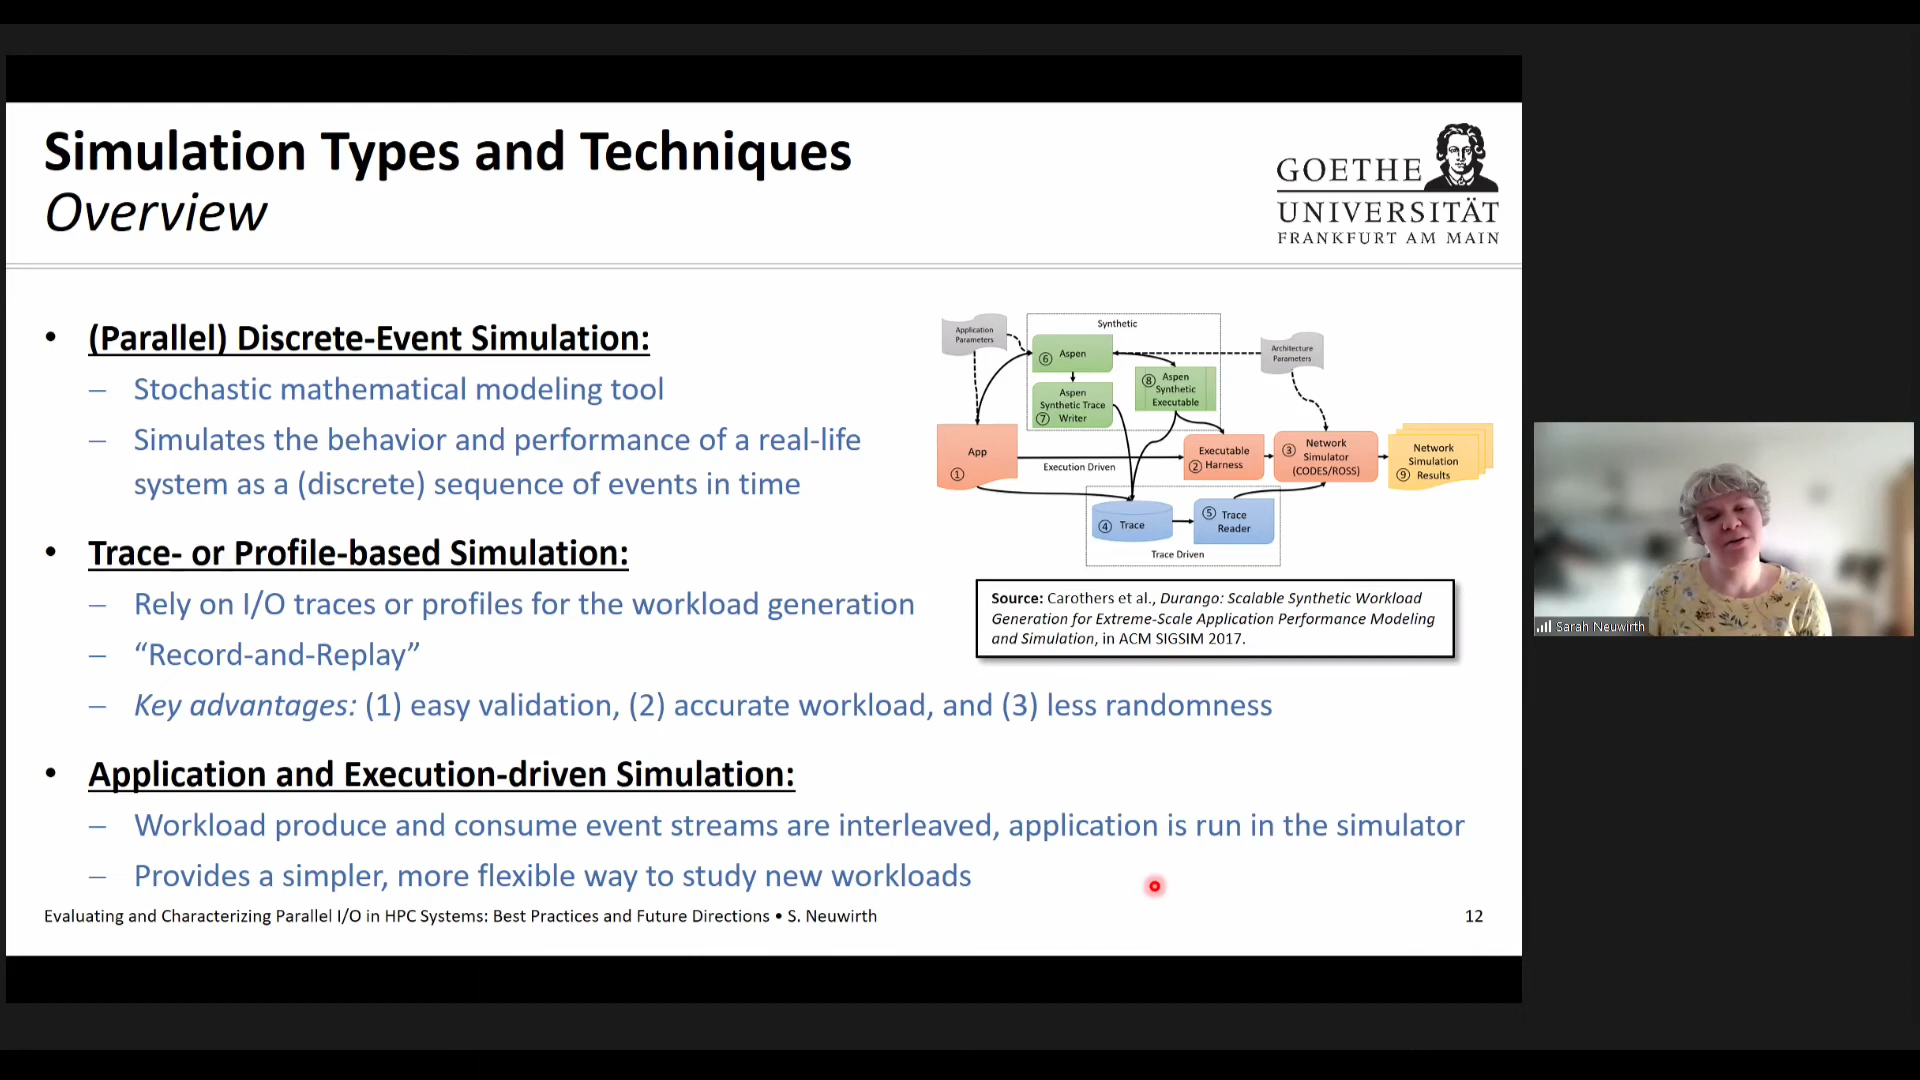 Simulation Types and Techniques
Overview
GOETHE
UNIVERSITÄT
FRANKFURT AM MAIN
• (Parallel) Discrete-Event Simulation:
– Stochastic mathematical modeling tool
– Simulates the behavior and performance of a real-life
system as a (discrete) sequence of events in time
• Trace- or Profile-based Simulation:
– Rely on I/O traces or profiles for the workload generation
– “Record-and-Replay”
– Key advantages: (1) easy validation, (2) accurate workload, and (3) less randomness
• Application and Execution-driven Simulation:
– Workload produce and consume event streams are interleaved, application is run in the simulator
– Provides a simpler, more flexible way to study new workloads
Application
Parameters
Synthetic
6 Aspen
Architecture
Parameters
Aspen
Synthetic Trace
7 Writer
8 Aspen
Synthetic
Executable
App
1
Execution Driven
Executable
2 Harness
3 Network
Simulator
(CODES/ROSS)
Network
Simulation
9 Results
4 Trace
5 Trace
Reader
Trace Driven
Source: Carothers et al., Durango: Scalable Synthetic Workload
Generation for Extreme-Scale Application Performance Modeling
and Simulation, in ACM SIGSIM 2017.
Evaluating and Characterizing Parallel I/O in HPC Systems: Best Practices and Future Directions • S. Neuwirth
12
Sarah Neuwirth